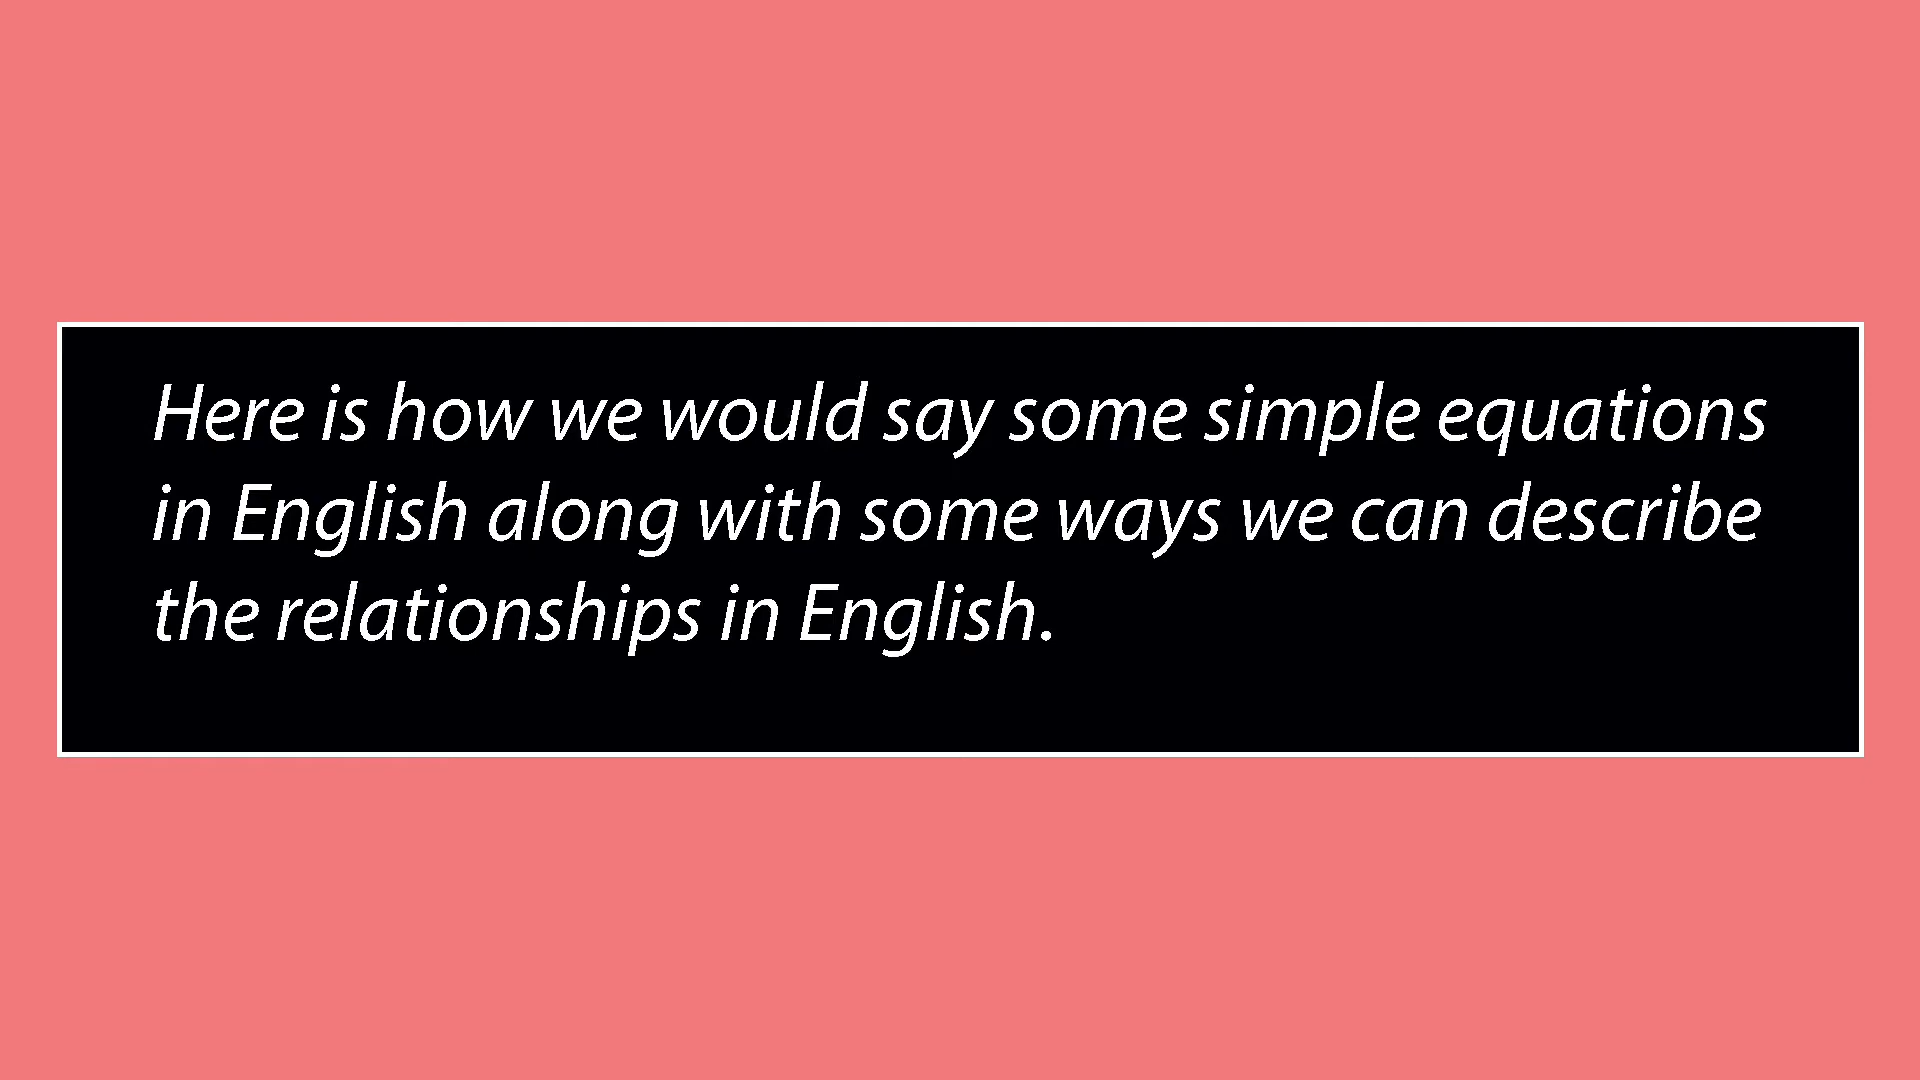 Here is how we would say some simple equations
in English along with some ways we can describe
the relationships in English.